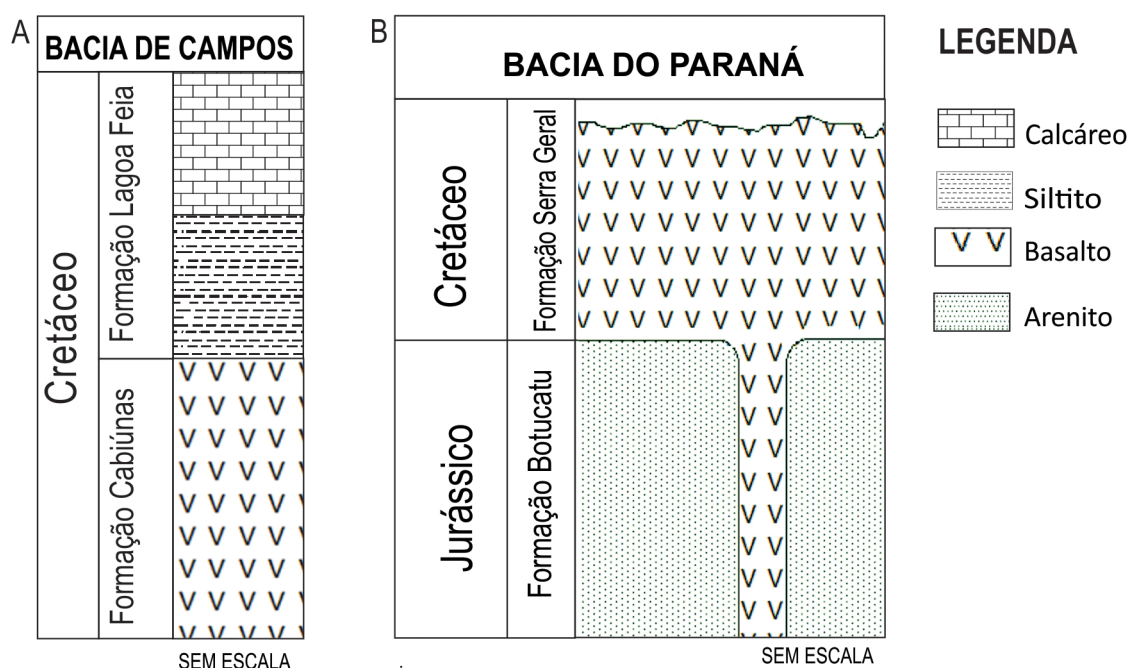 A
BACIA DE CAMPOS
Cretáceo
Formação Lagoa Feia
Formação Cabiúnas
SEM ESCALA
B
BACIA DO PARANÁ
Cretáceo
Formação Serra Geral
Jurássico
Formação Botucatu
SEM ESCALA
LEGENDA
Calcáreo
Siltito
Basalto
Arenito